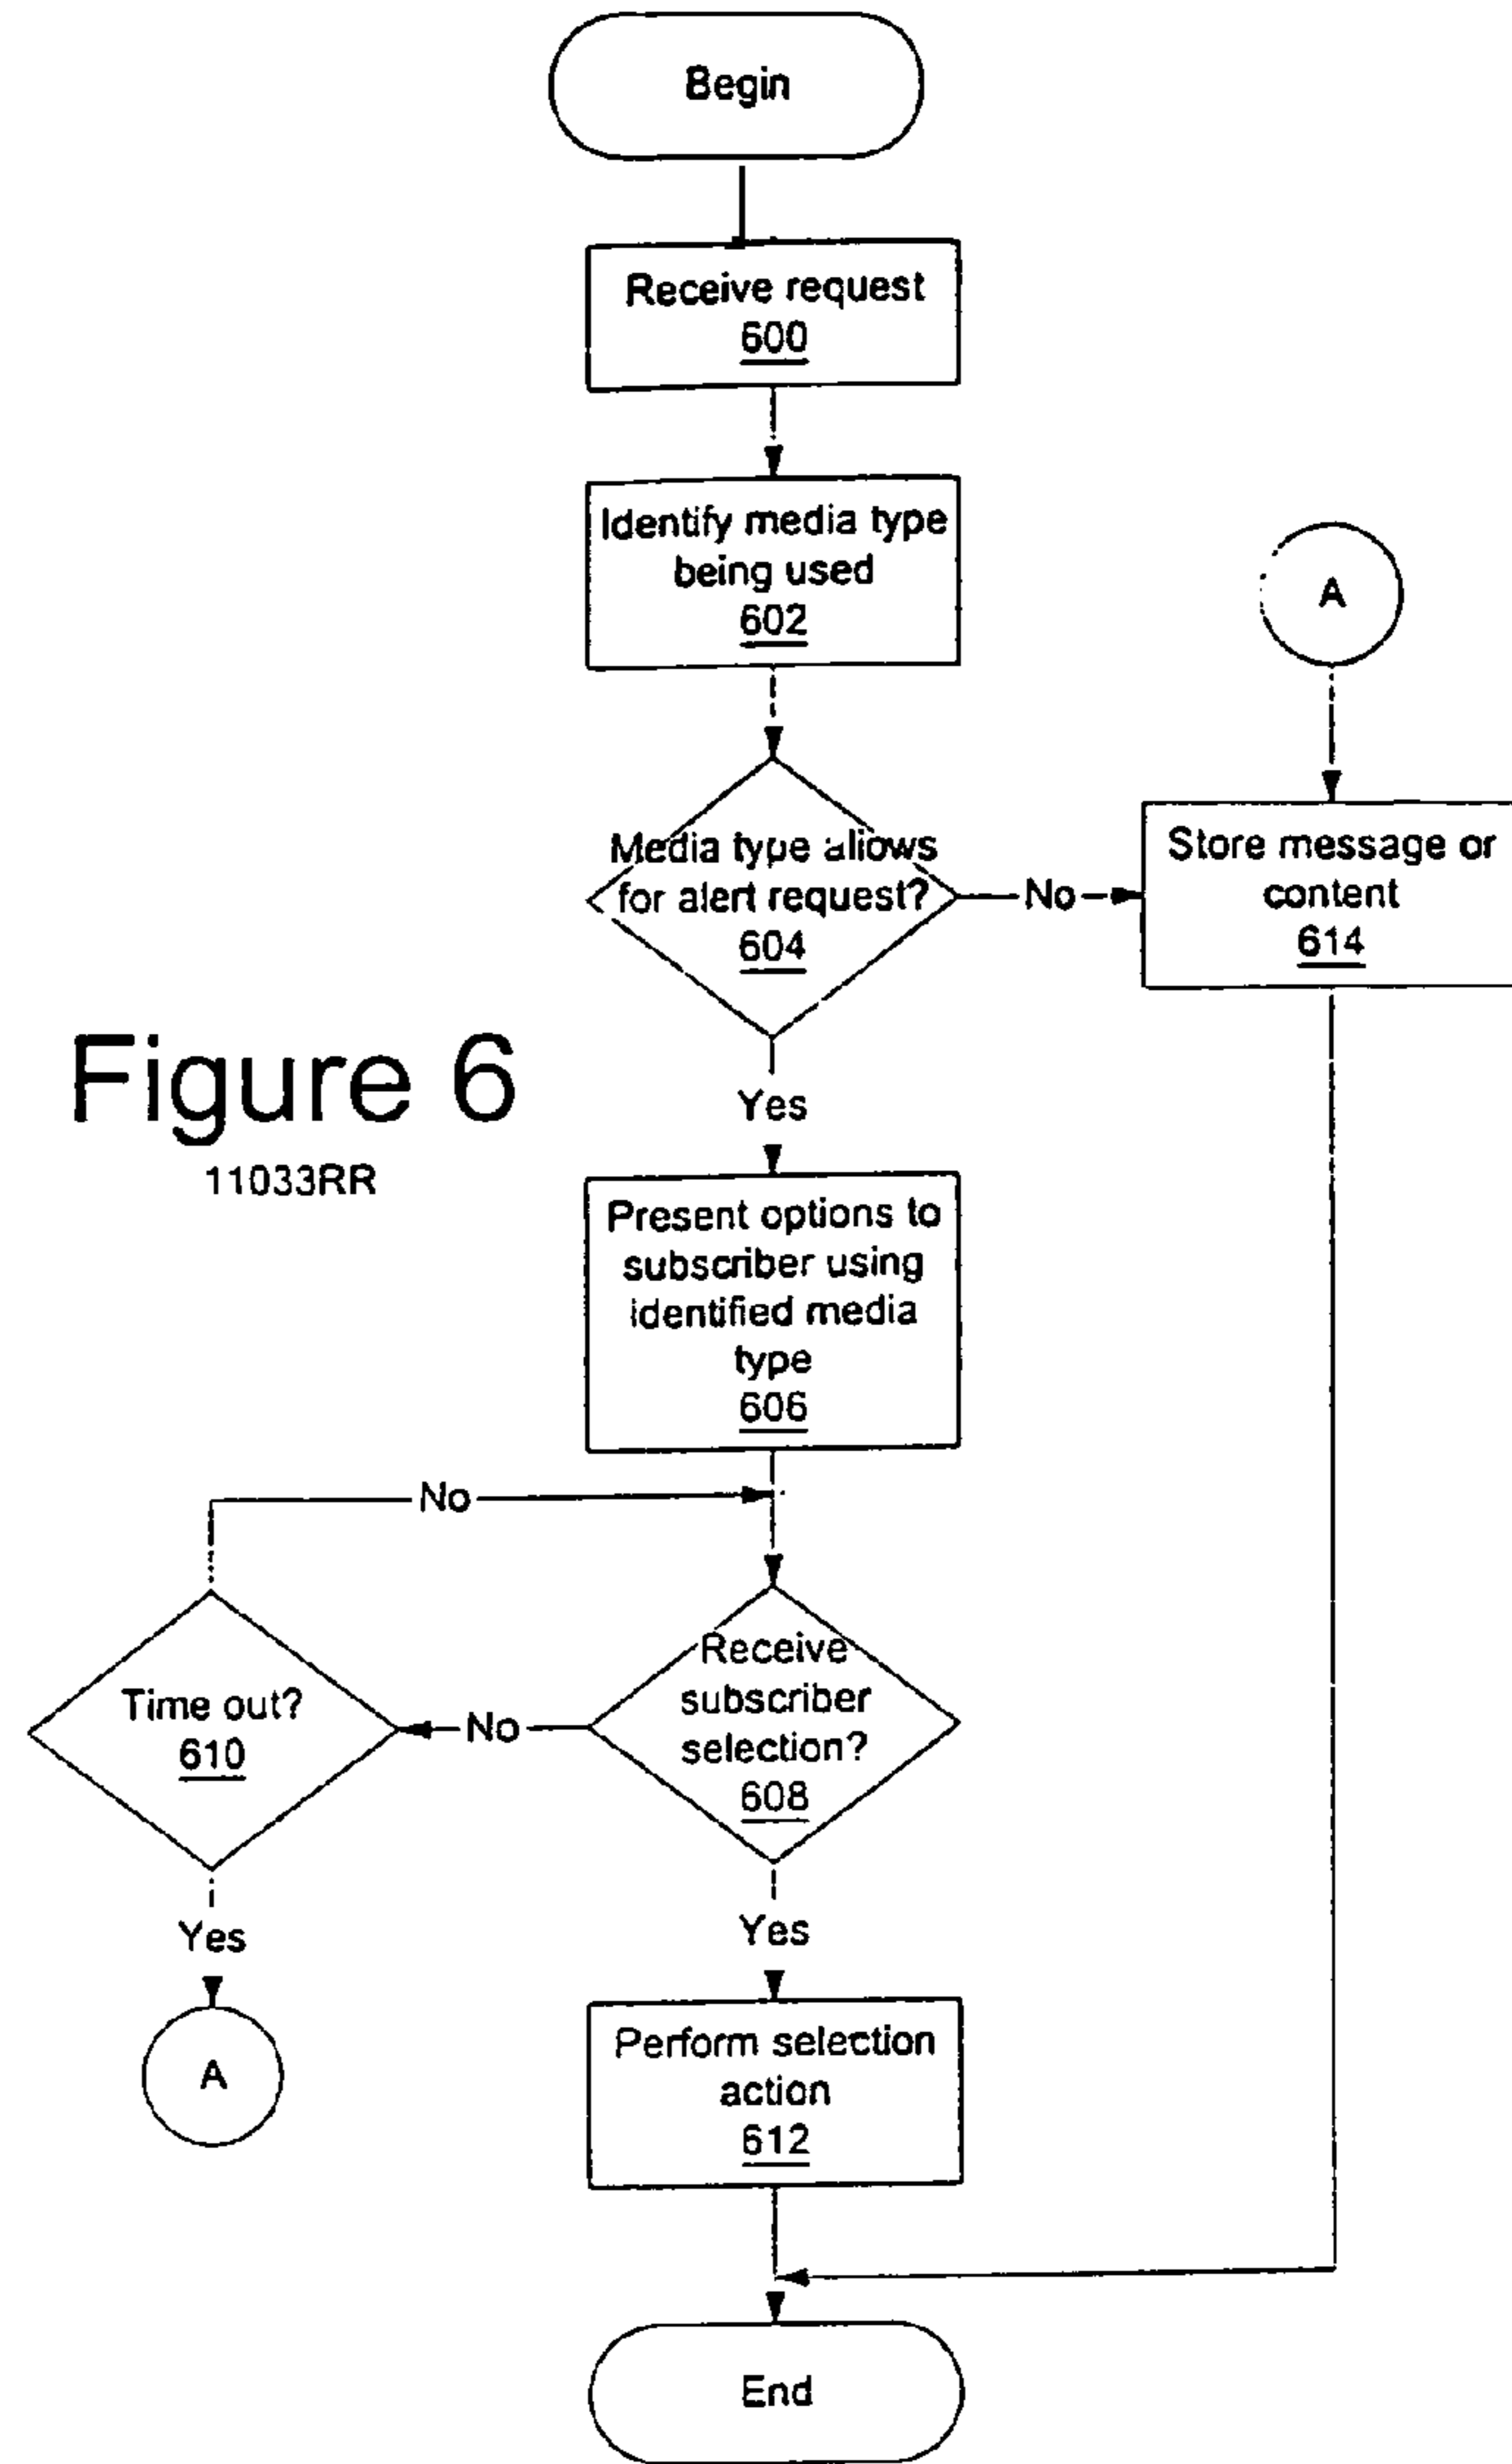 Begin
Receive request
600
Identify media type
being used
602
A
Media type allows
for alert request?
604
No
Store message or
content
614
Figure 6
11033RR
Yes
Present options to
subscriber using
identified media
type
606
No
Receive
subscriber
selection?
608
No
Time out?
610
Yes
Yes
A
Perform selection
action
612
End